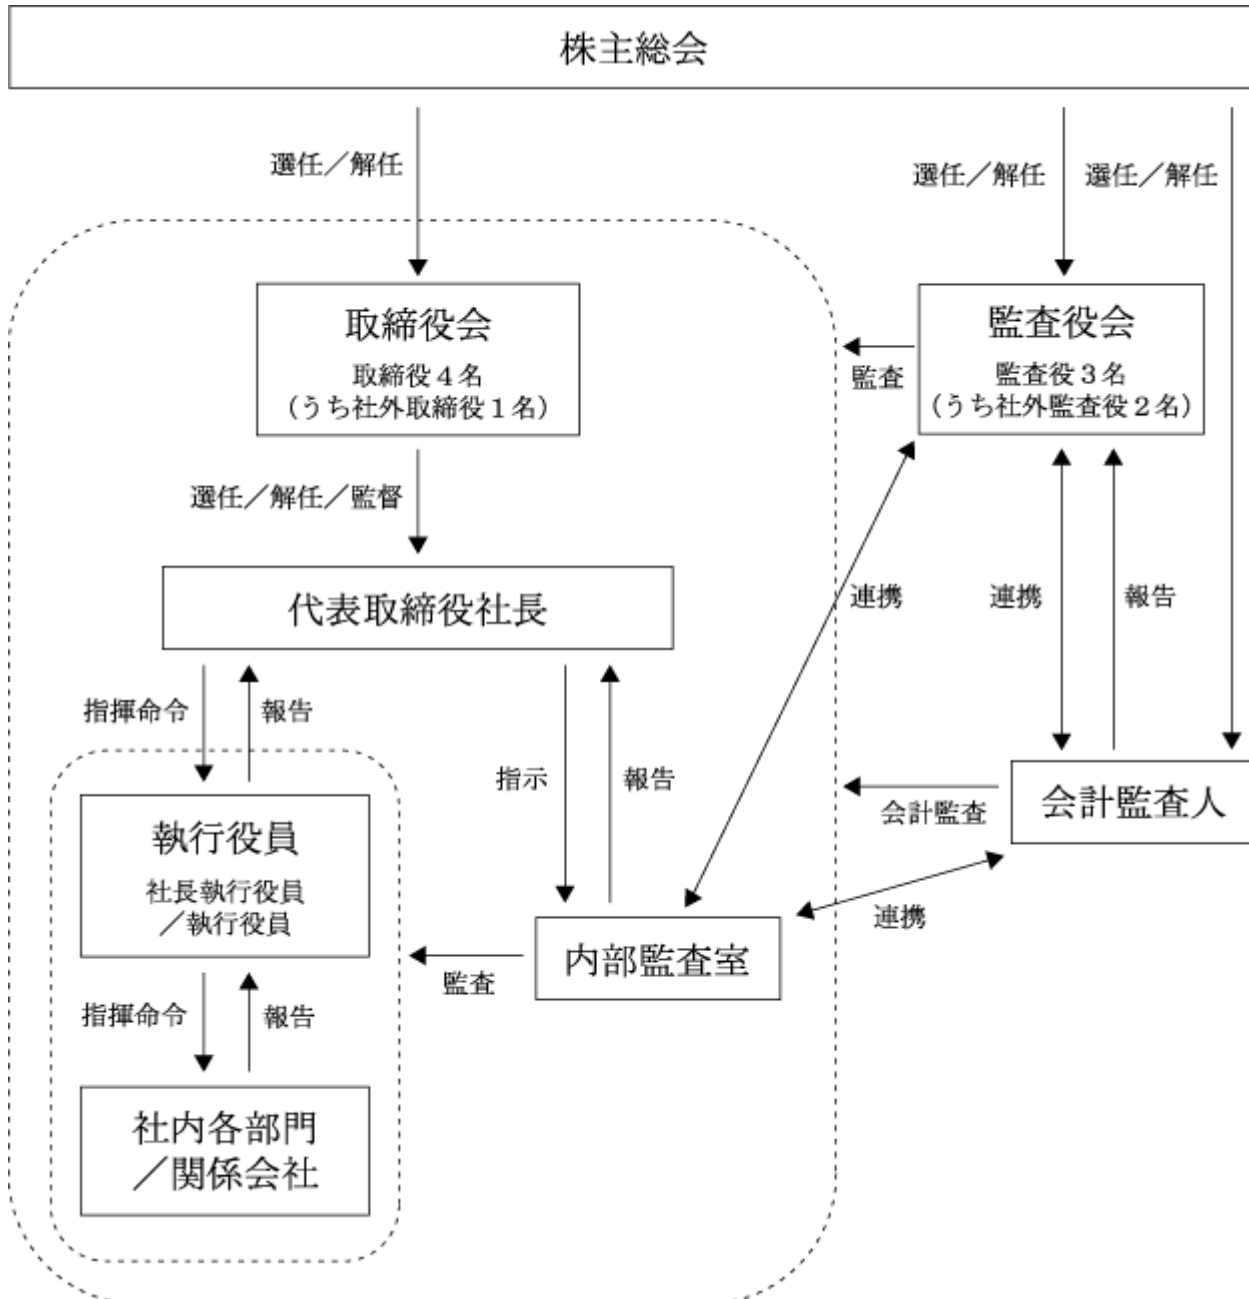 株主総会
選任／解任
選任／解任
選任／解任
取締役会
取締役４名
（うち社外取締役１名）
監査
監査役会
監査役３名
（うち社外監査役２名）
選任／解任／監督
代表取締役社長
連携
連携
報告
指揮命令
報告
指示
報告
会計監査
会計監査人
執行役員
社長執行役員
／執行役員
連携
監査
内部監査室
指揮命令
報告
社内各部門
／関係会社